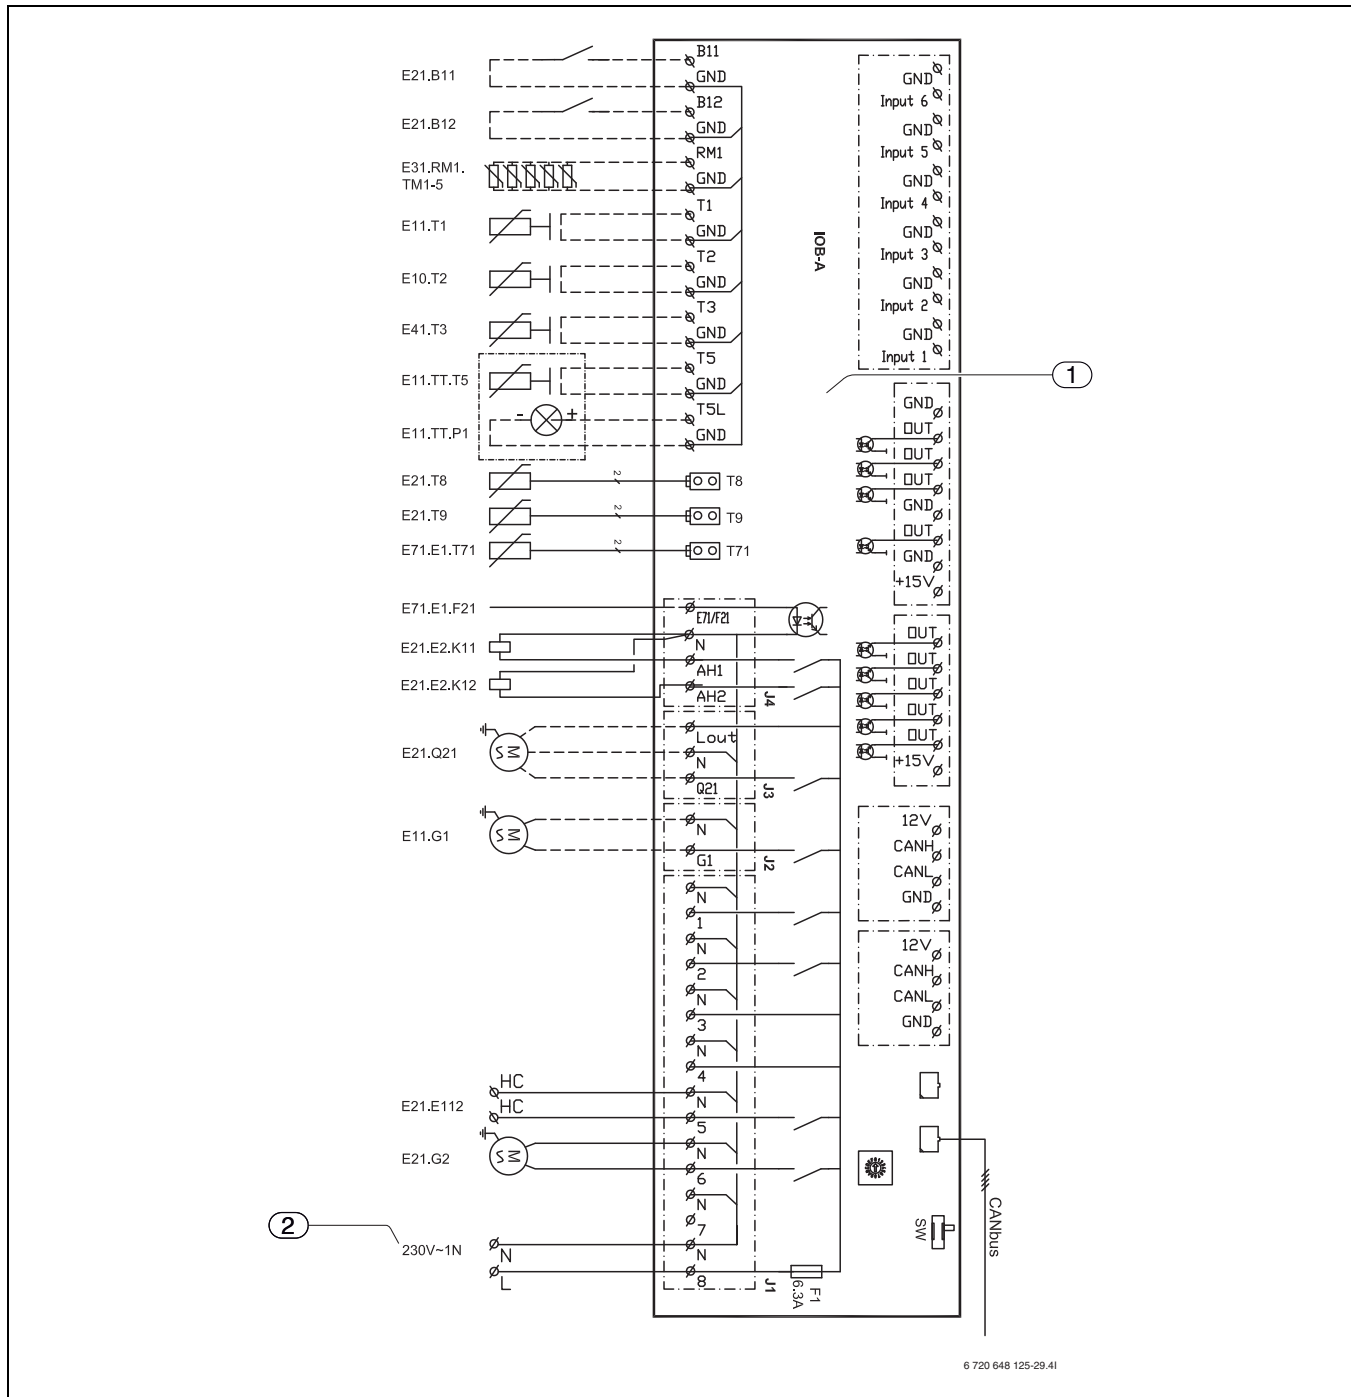 E21.B11
E21.B12
E31.RM1.
TM1-5
E11.T1
E10.T2
E41.T3
E11.TT.T5
- +
E11.TT.P1
E21.T8
2
E21.T9
2
E71.E1.T71
2
E71.E1.F21
E21.E2.K11
E21.E2.K12
E21.Q21
M
E11.G1
M
E21.E112
HC
HC
E21.G2
M
2
230V~1N
N
L
B11
GND
B12
GND
RM1
GND
T1
GND
T2
GND
T3
GND
T5
GND
T5L
GND
T8
T9
T71
E71/F21
N
AH1
AH2
J4
Lout
N
Q21
J3
N
G1
J2
N
1
N
2
N
3
N
4
N
5
N
6
N
7
N
8
J1
F1
6.3A
IOB-A
1
GND
Input 6
GND
Input 5
GND
Input 4
GND
Input 3
GND
Input 2
GND
Input 1
GND
OUT
OUT
OUT
GND
OUT
GND
+15V
OUT
OUT
OUT
OUT
OUT
+15V
12V
CANH
CANL
GND
12V
CANH
CANL
GND
SW
CANbus
6 720 648 125-29.4I